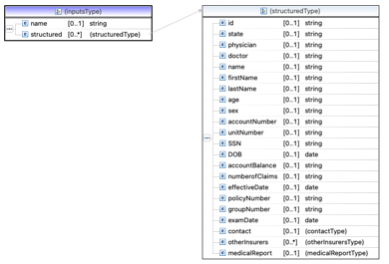 (inputsType)
name [0..1] string
structured [0..*] (structuredType)
(structuredType)
id [0..1] string
state [0..1] string
physician [0..1] string
doctor [0..1] string
name [0..1] string
firstName [0..1] string
lastName [0..1] string
age [0..1] string
sex [0..1] string
accountNumber [0..1] string
unitNumber [0..1] string
SSN [0..1] string
DOB [0..1] date
accountBalance [0..1] string
numberofClaims [0..1] string
effectiveDate [0..1] date
policyNumber [0..1] string
groupNumber [0..1] string
examDate [0..1] date
contact [0..1] (contactType)
otherInsurers [0..*] (otherInsurersType)
medicalReport [0..1] (medicalReportType)